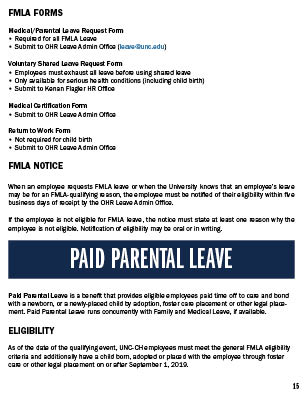 FMLA FORMS
Medical/Parental Leave Request Form
• Required for all FMLA Leave
• Submit to OHR Leave Admin Office (leave@unc.edu)
Voluntary Shared Leave Request Form
• Employees must exhaust all leave before using shared leave
• Only available for serious health conditions (including child birth)
• Submit to Kenan Flagler HR Office
Medical Certification Form
• Submit to OHR Leave Admin Office
Return to Work Form
• Not required for child birth
• Submit to OHR Leave Admin Office
FMLA NOTICE
When an employee requests FMLA leave or when the University knows that an employee's leave
may be for an FMLA-qualifying reason, the employee must be notified of their eligibility within five
business days of receipt by the OHR Leave Admin Office.
If the employee is not eligible for FMLA leave, the notice must state at least one reason why the
employee is not eligible. Notification of eligibility may be oral or in writing.
PAID PARENTAL LEAVE
Paid Parental Leave is a benefit that provides eligible employees paid time off to care and bond
with a newborn, or a newly-placed child by adoption, foster care placement or other legal place-
ment. Paid Parental Leave runs concurrently with Family and Medical Leave, if available.
ELIGIBILITY
As of the date of the qualifying event, UNC-CH employees must meet the general FMLA eligibility
criteria and additionally have a child born, adopted or placed with the employee through foster
care or other legal placement on or after September 1, 2019.
15